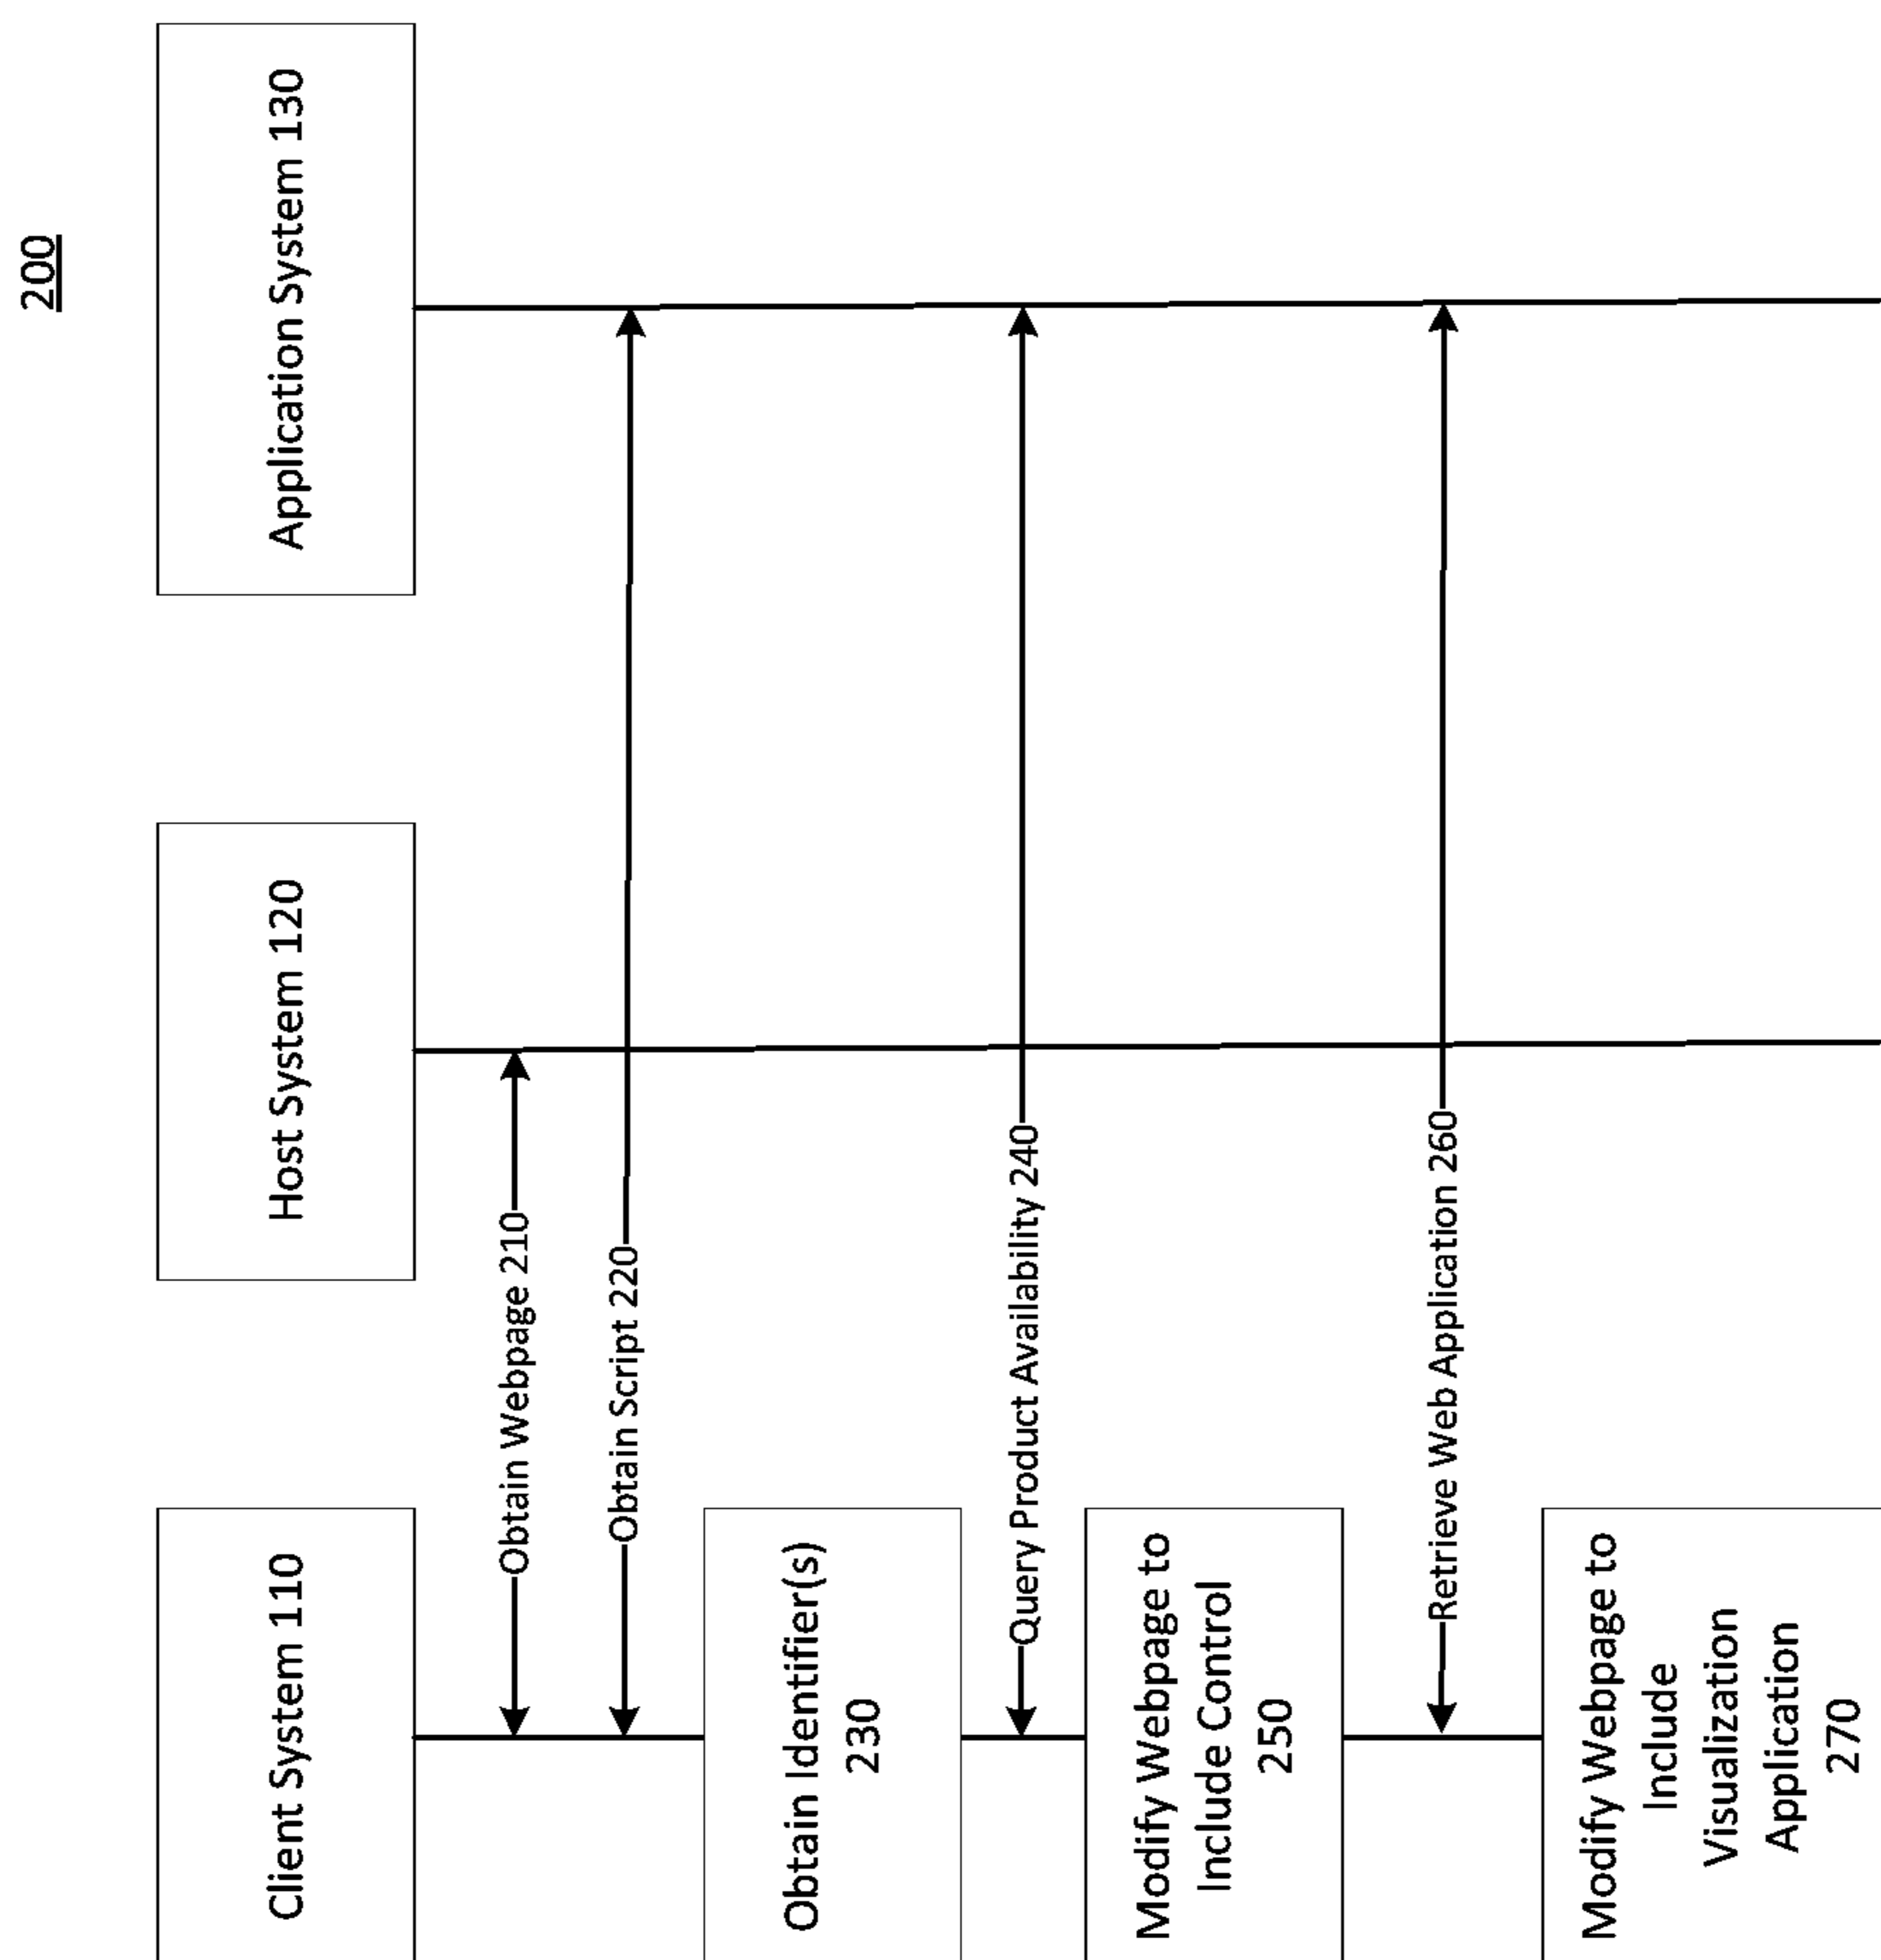 200
Client System 110
Host System 120
Application System 130
Obtain Webpage 210
Obtain Script 220
Obtain Identifier(s)
230
Query Product Availability 240
Modify Webpage to
Include Control
250
Retrieve Web Application 260
Modify Webpage to
Include
Visualization
Application
270